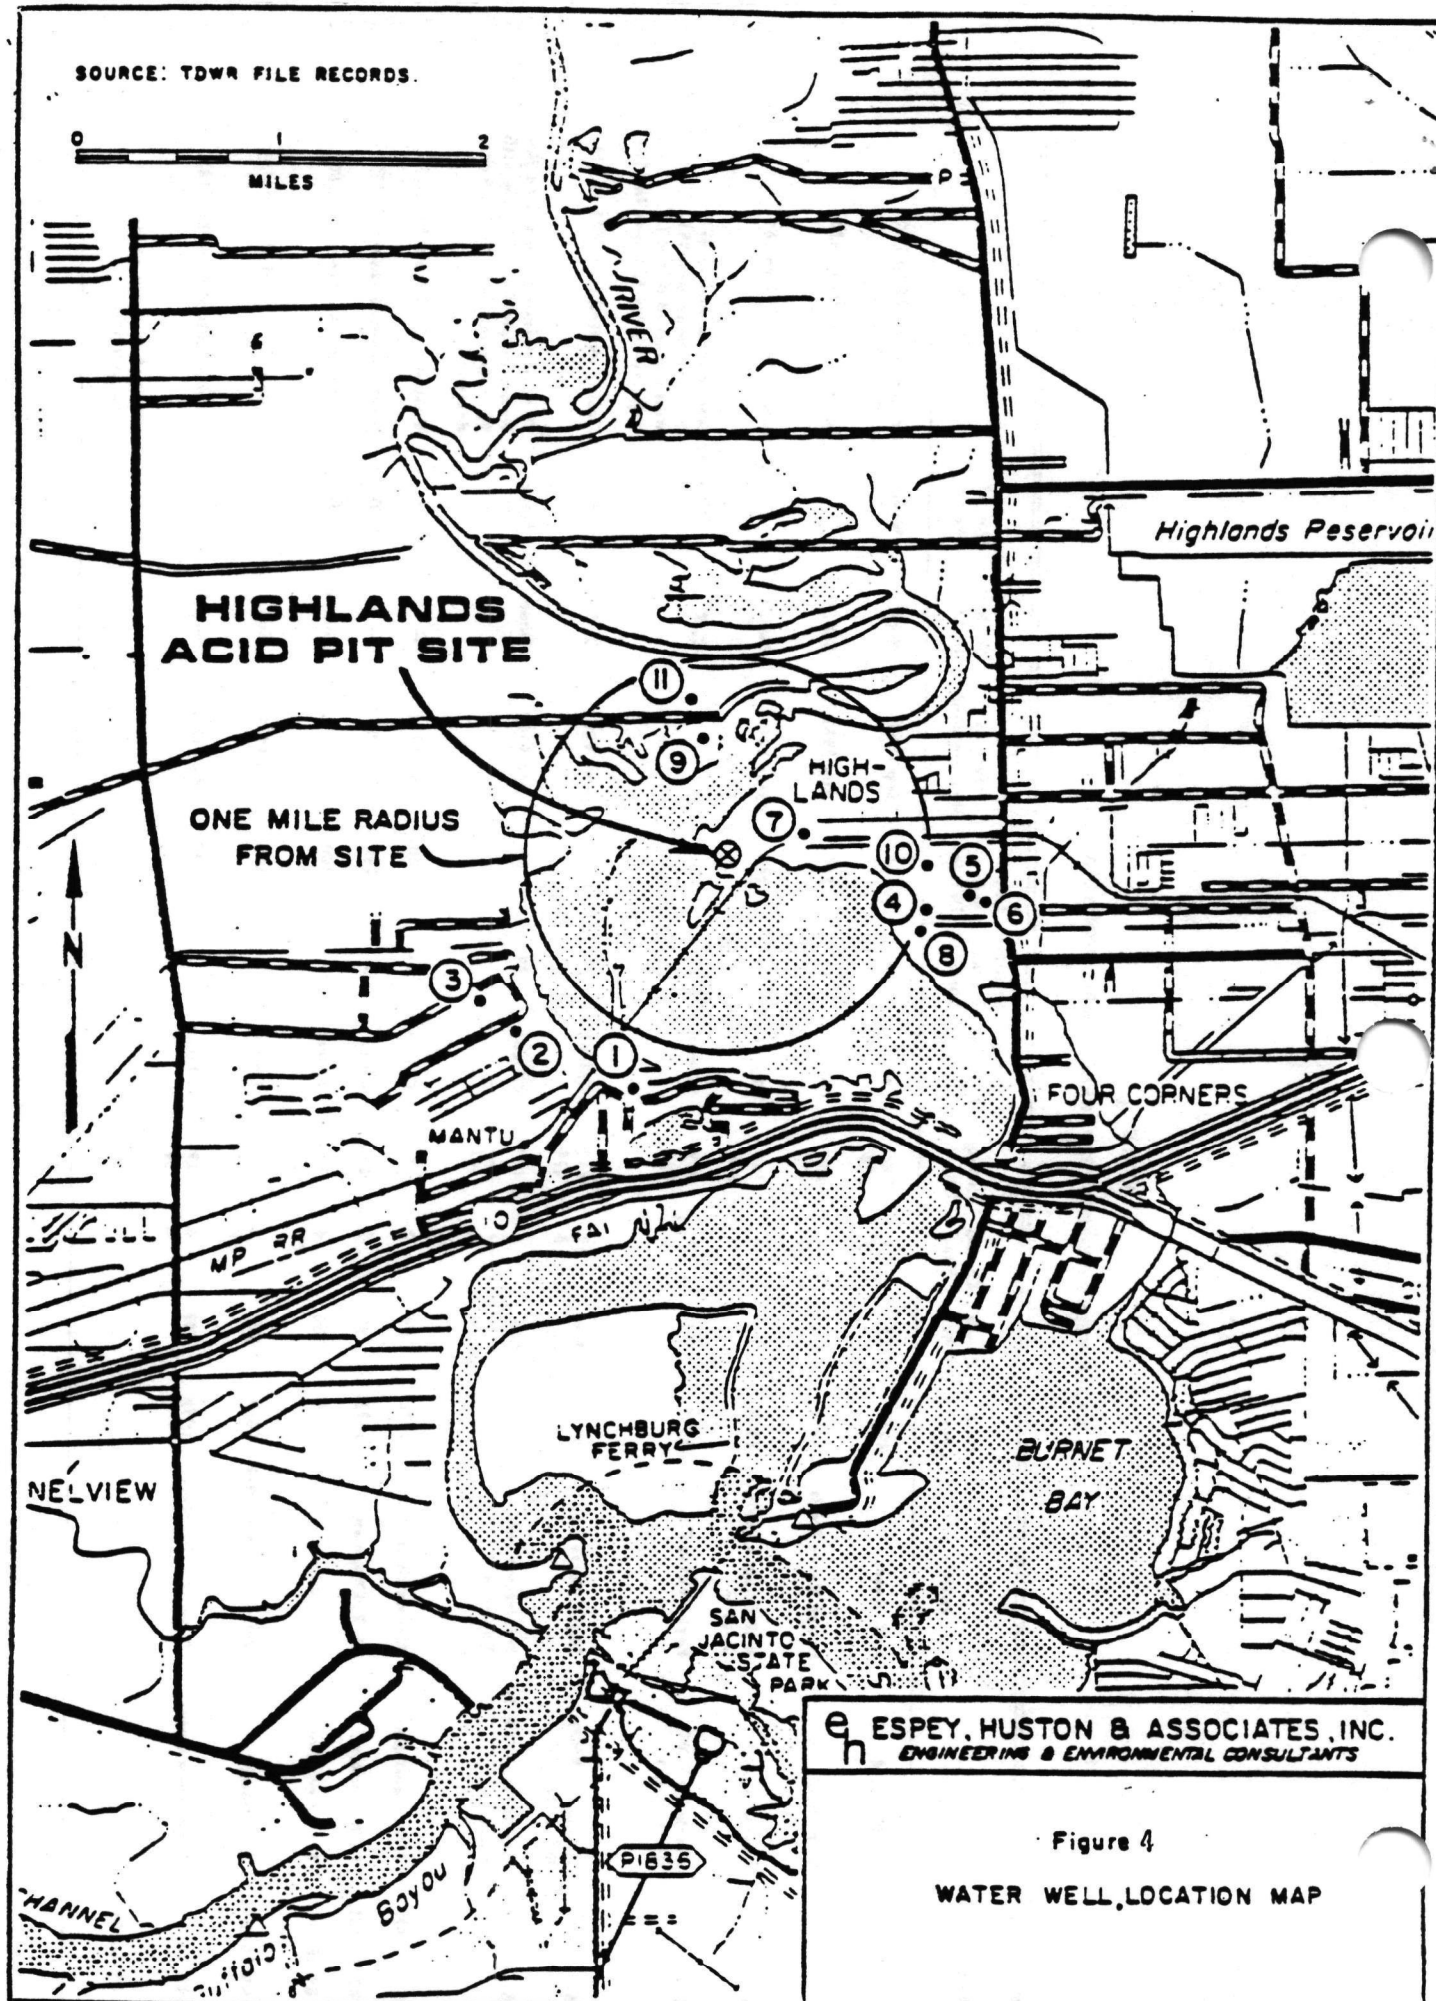 SOURCE: TDWR FILE RECORDS.
0 1 2
MILES
P
RIVER
Highlands Reservoir
HIGHLANDS
ACID PIT SITE
11
9
HIGH-
LANDS
ONE MILE RADIUS
FROM SITE
7
10
5
4
6
8
N
3
2
1
FOUR CORNERS
MANTU
10
FAI
MP RR
LYNCHBURG
FERRY
BURNET
BAY
NELVIEW
SAN
JACINTO
STATE
PARK
eh ESPEY, HUSTON & ASSOCIATES, INC.
ENGINEERING & ENVIRONMENTAL CONSULTANTS
P1836
Figure 4
WATER WELL LOCATION MAP
HANNEL
Bayou